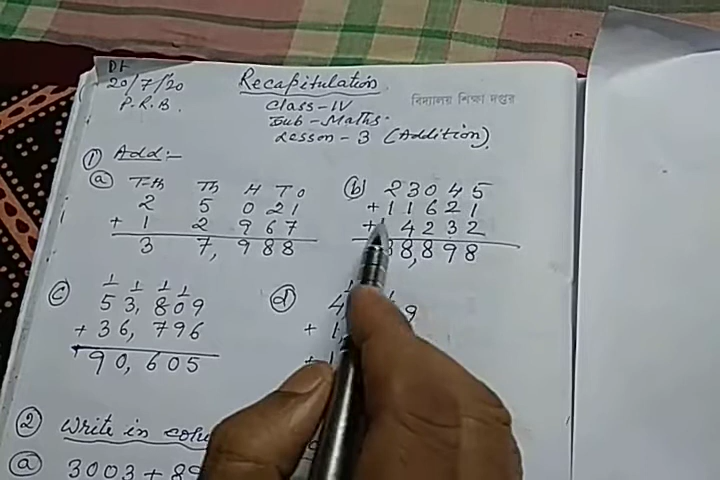 Dt
20/7/20
P.R.B.
Recapitulation
Class-IV
Sub-Maths.
Lesson-3 (Addition).
বিদ্যালয় শিক্ষা দপ্তর
① Add:-
ⓐ T-Th Th H T O
2 5 0 2 1
+ 1 2 9 6 7
3 7, 9 8 8
ⓑ 2 3 0 4 5
+ 1 1 6 2 1
4 2 3 2
8, 8 9 8
ⓒ 1 1 1 1
5 3, 8 0 9
+ 3 6, 7 9 6
9 0, 6 0 5
ⓓ
② Write in
ⓐ 3003 +